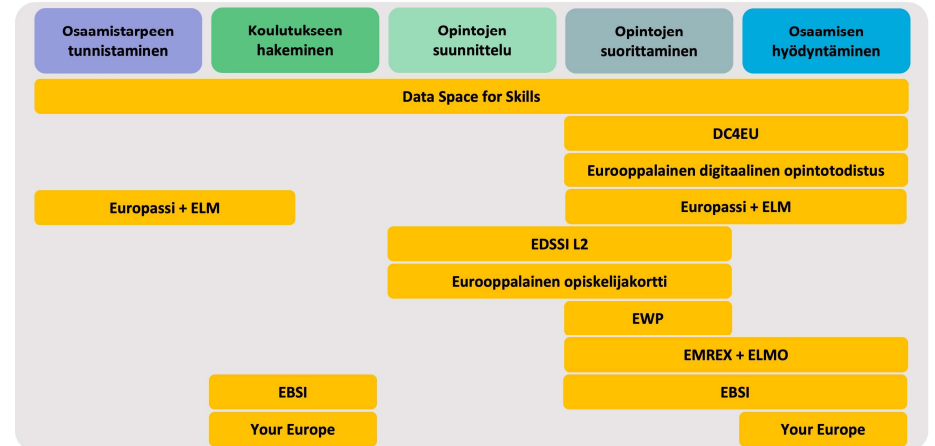 Osaamistarpeen
tunnistaminen
Koulutukseen
hakeminen
Opintojen
suunnittelu
Opintojen
suorittaminen
Osaamisen
hyödyntäminen
Data Space for Skills
DC4EU
Eurooppalainen digitaalinen opintotodistus
Europassi + ELM
Europassi + ELM
EDSSI L2
Eurooppalainen opiskelijakortti
EWP
EMREX + ELMO
EBSI
EBSI
Your Europe
Your Europe